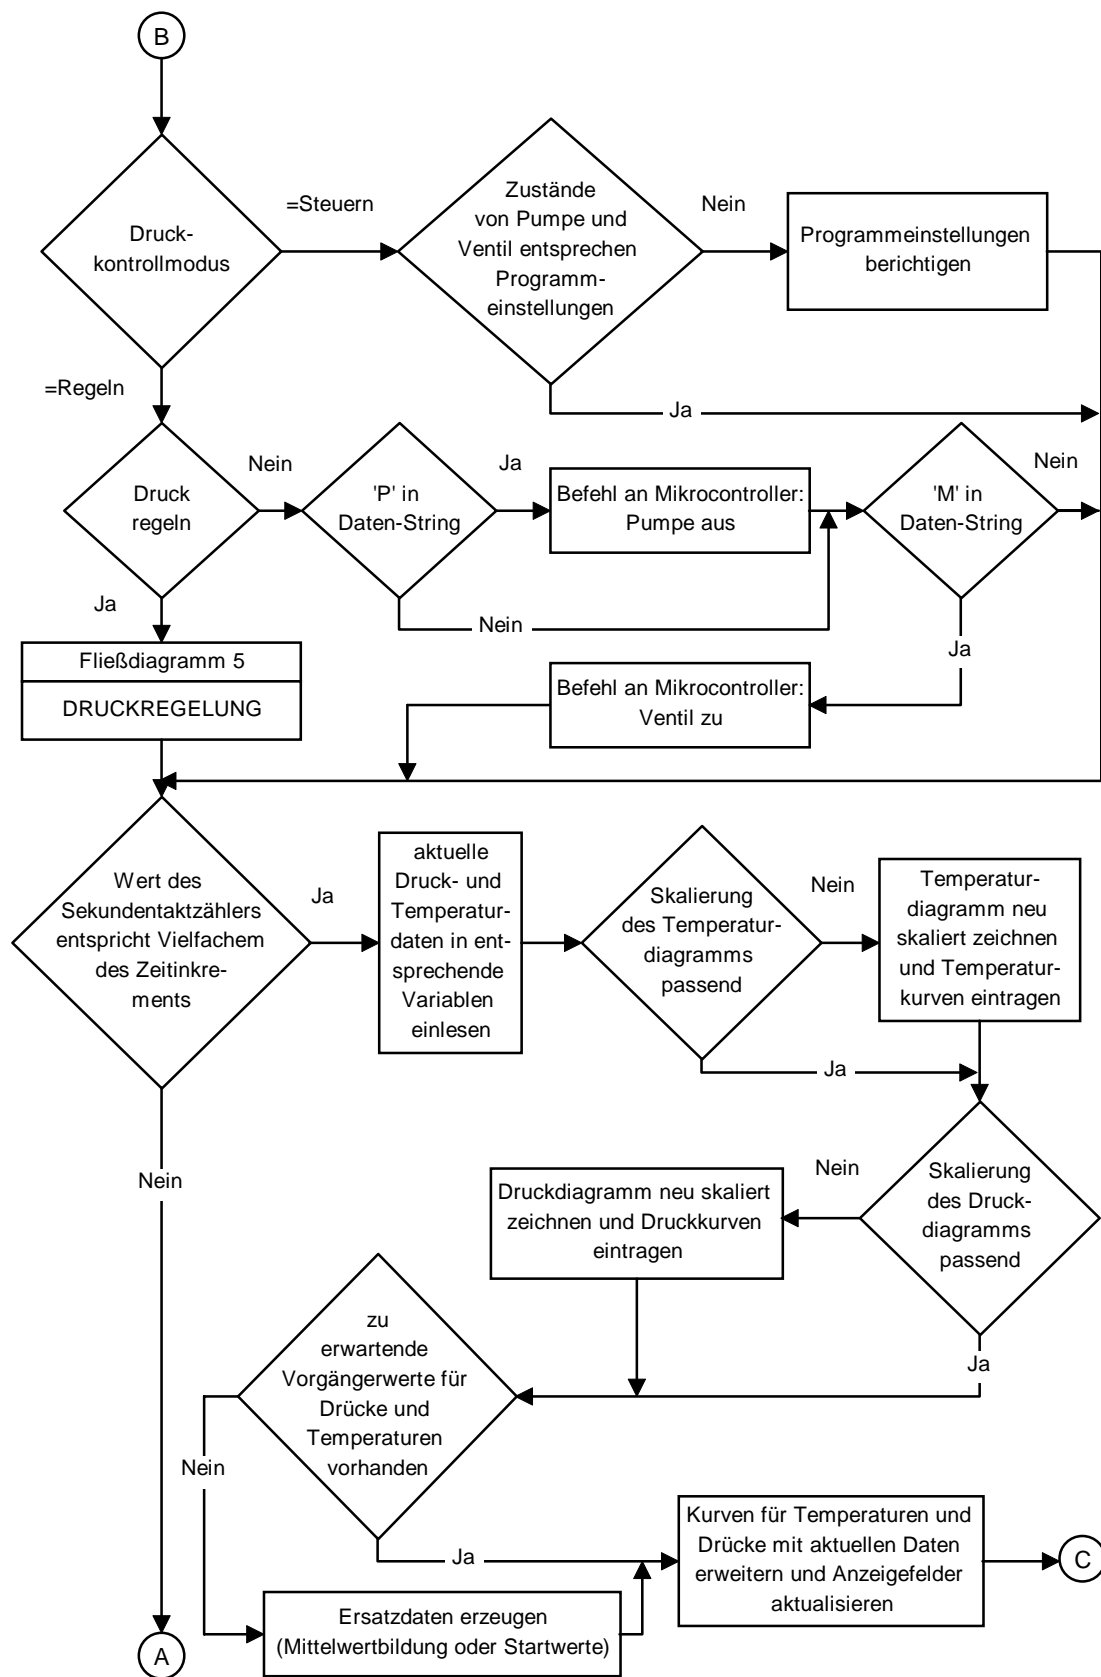 B
Druck-
kontrollmodus
=Steuern
Zustände
von Pumpe und
Ventil entsprechen
Programm-
einstellungen
Nein
Programmeinstellungen
berichtigen
Ja
=Regeln
Druck
regeln
Nein
'P' in
Daten-String
Ja
Befehl an Mikrocontroller:
Pumpe aus
'M' in
Daten-String
Nein
Nein
Ja
Ja
Fließdiagramm 5
DRUCKREGELUNG
Befehl an Mikrocontroller:
Ventil zu
Wert des
Sekundentaktzählers
entspricht Vielfachem
des Zeitinkre-
ments
Ja
aktuelle
Druck- und
Temperatur-
daten in ent-
sprechende
Variablen
einlesen
Skalierung
des Temperatur-
diagramms
passend
Nein
Temperatur-
diagramm neu
skaliert zeichnen
und Temperatur-
kurven eintragen
Ja
Nein
Skalierung
des Druck-
diagramms
passend
Nein
Druckdiagramm neu skaliert
zeichnen und Druckkurven
eintragen
Ja
zu
erwartende
Vorgängerwerte für
Drücke und
Temperaturen
vorhanden
Nein
Ja
Ersatzdaten erzeugen
(Mittelwertbildung oder Startwerte)
Kurven für Temperaturen und
Drücke mit aktuellen Daten
erweitern und Anzeigefelder
aktualisieren
C
A